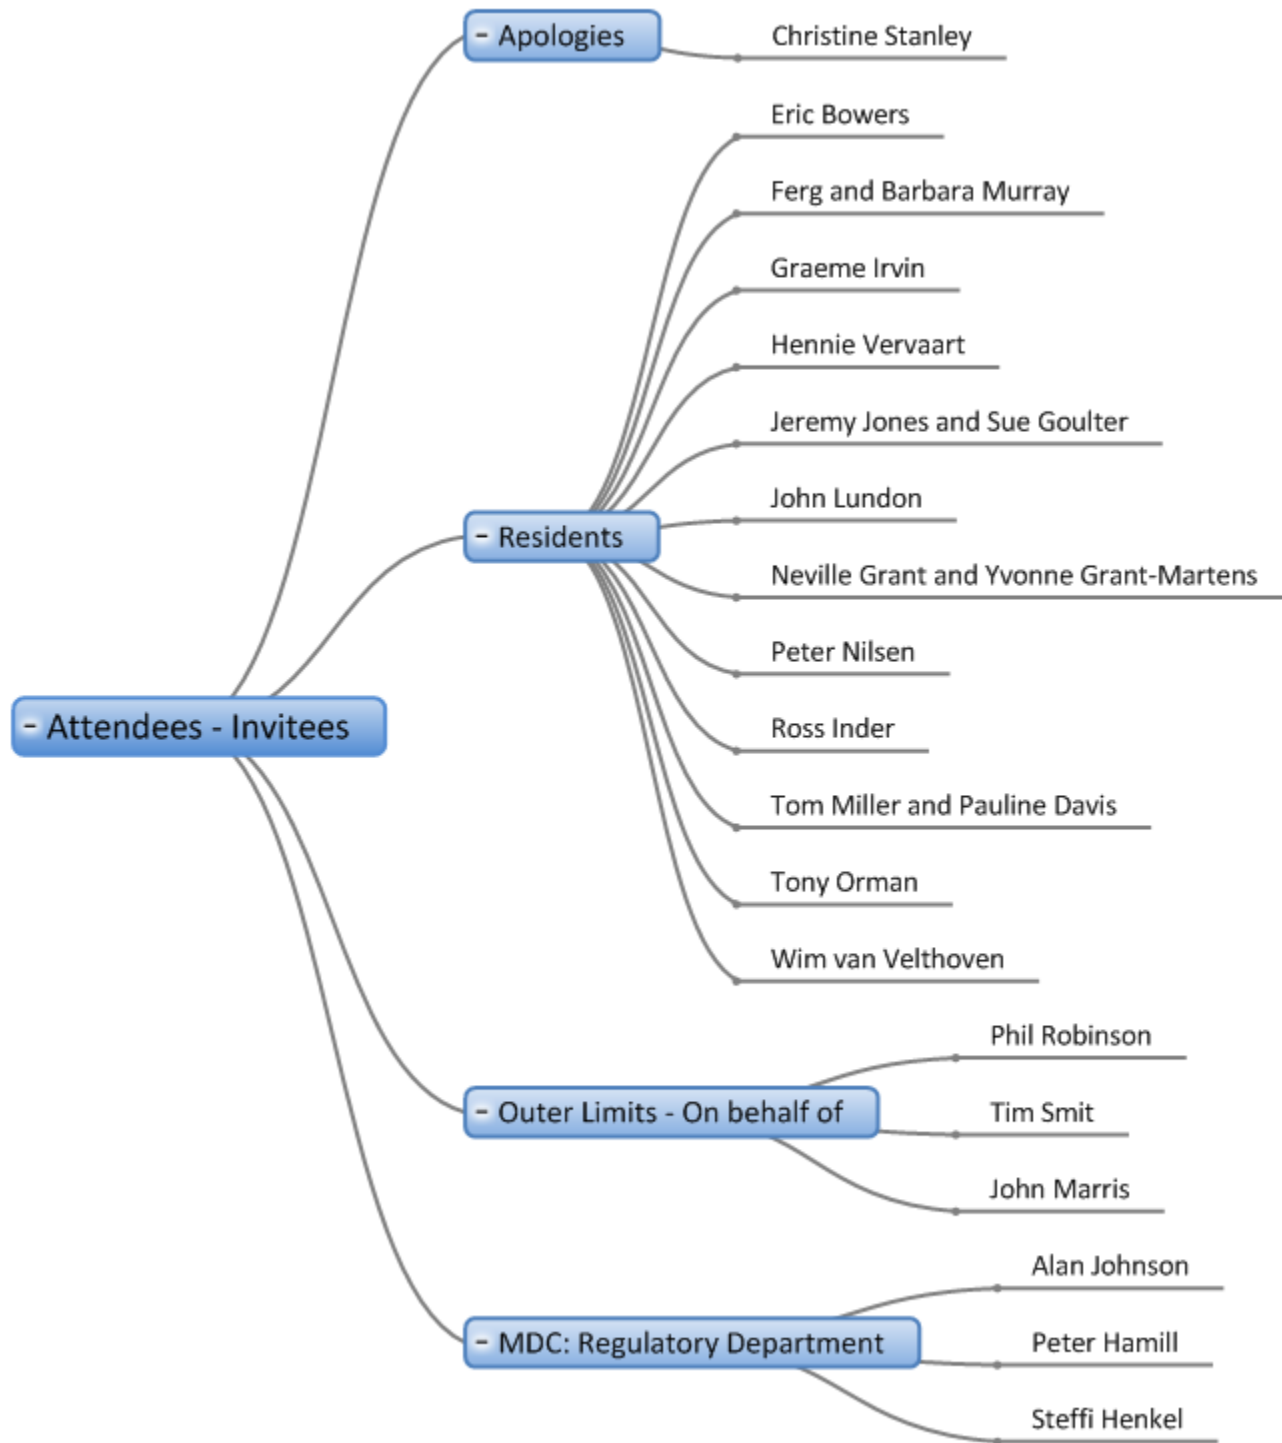 Apologies
Christine Stanley
Eric Bowers
Ferg and Barbara Murray
Graeme Irvin
Hennie Vervaart
Jeremy Jones and Sue Goulter
John Lundon
Residents
Neville Grant and Yvonne Grant-Martens
Peter Nilsen
Attendees - Invitees
Ross Inder
Tom Miller and Pauline Davis
Tony Orman
Wim van Velthoven
Phil Robinson
Outer Limits - On behalf of
Tim Smit
John Marris
Alan Johnson
MDC: Regulatory Department
Peter Hamill
Steffi Henkel